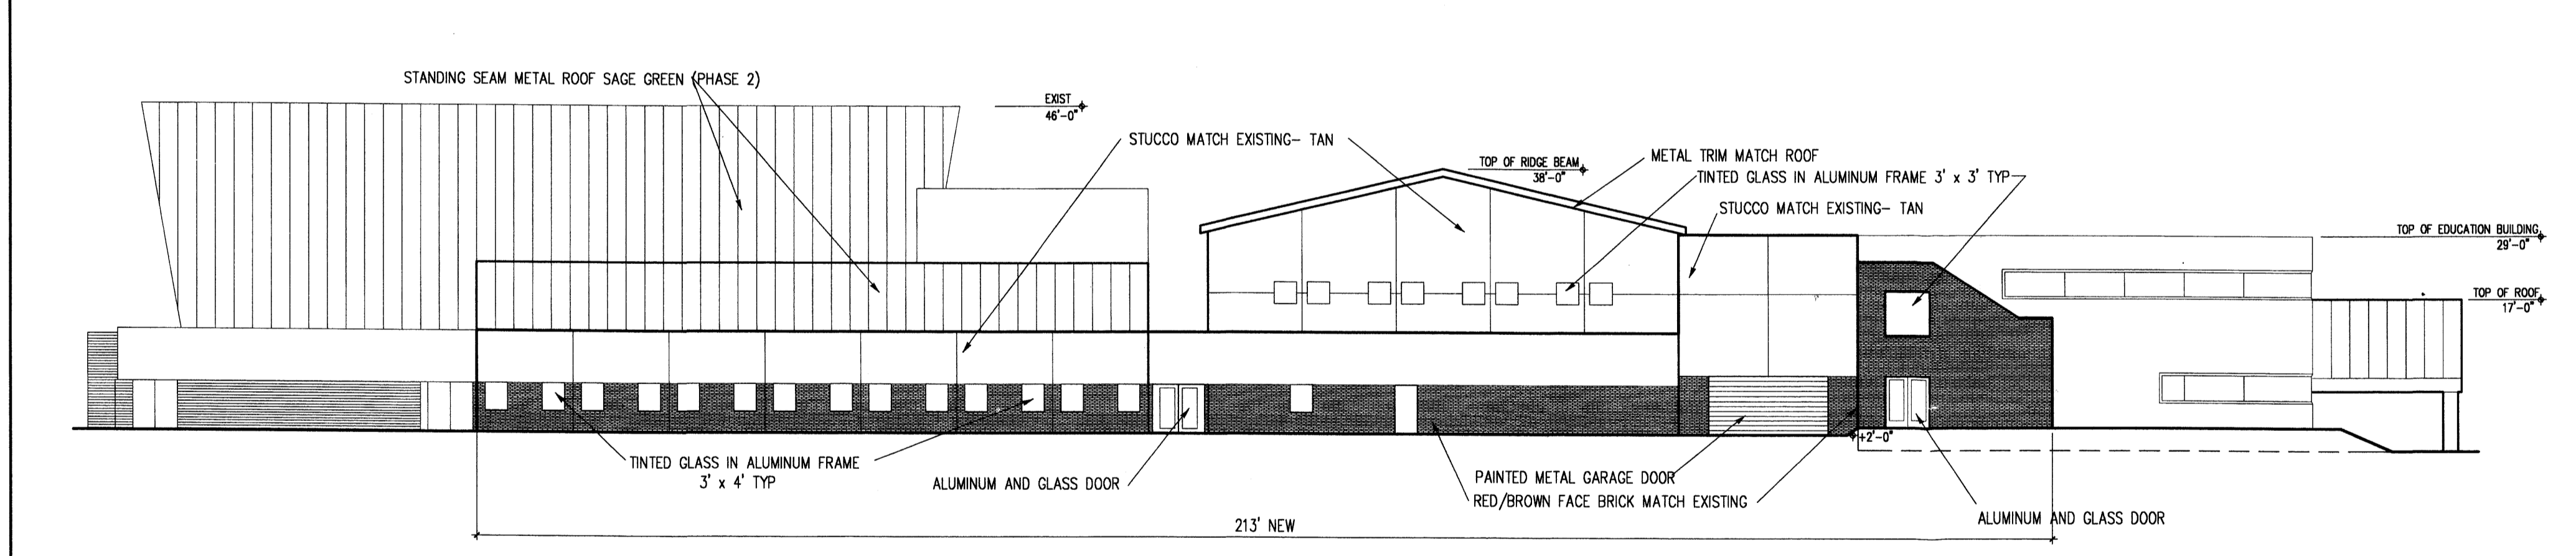 STANDING SEAM METAL ROOF SAGE GREEN (PHASE 2)
EXIST
46'-0"
STUCCO MATCH EXISTING- TAN
TOP OF RIDGE BEAM
38'-0"
METAL TRIM MATCH ROOF
TINTED GLASS IN ALUMINUM FRAME 3' x 3' TYP
STUCCO MATCH EXISTING- TAN
TOP OF EDUCATION BUILDING
29'-0"
TOP OF ROOF
17'-0"
+2'-0"
TINTED GLASS IN ALUMINUM FRAME
3' x 4' TYP
ALUMINUM AND GLASS DOOR
PAINTED METAL GARAGE DOOR
RED/BROWN FACE BRICK MATCH EXISTING
ALUMINUM AND GLASS DOOR
213' NEW